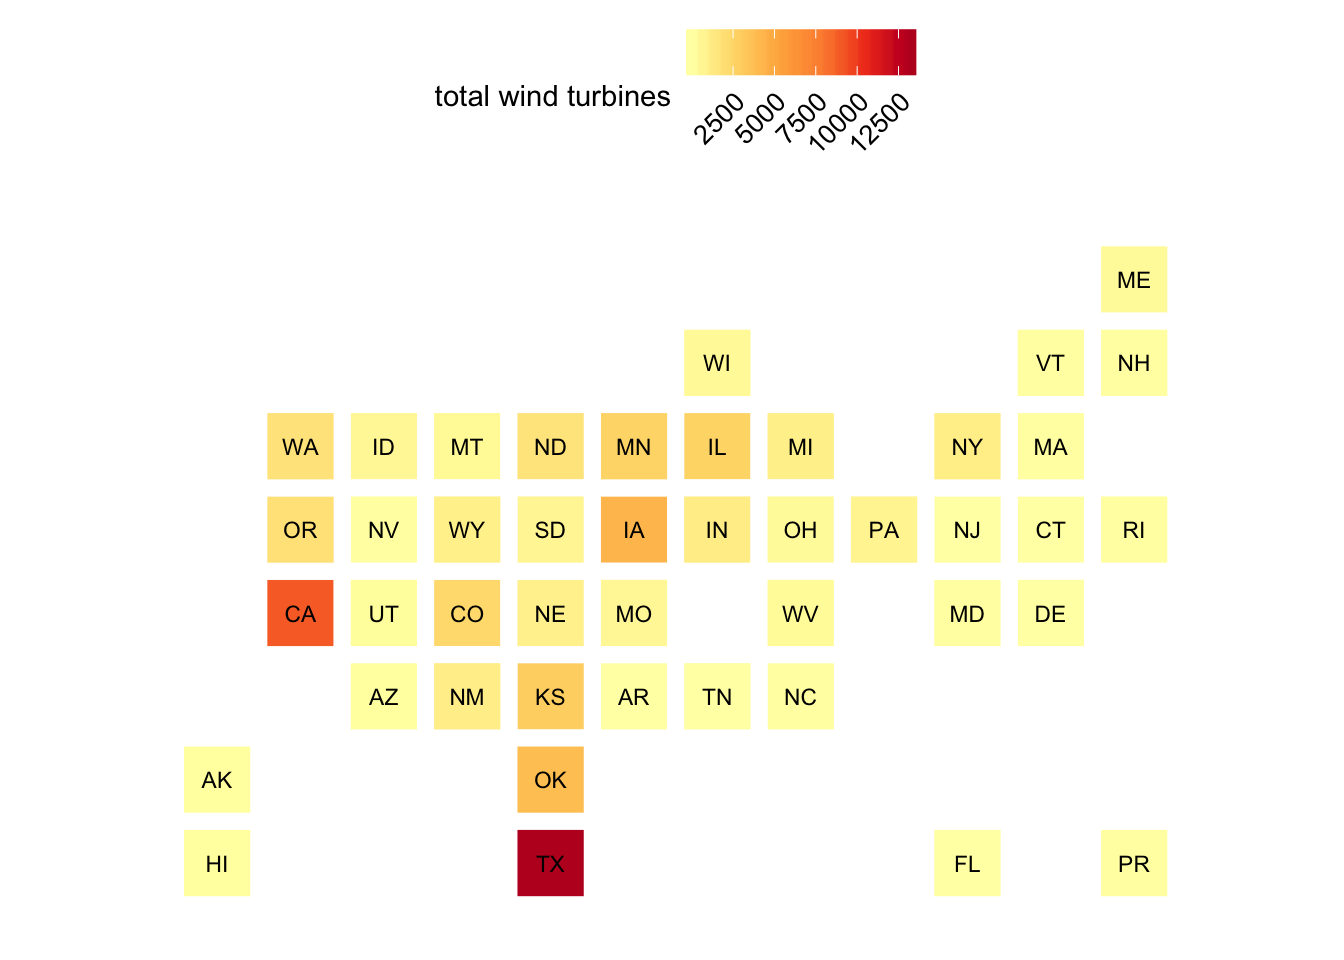 total wind turbines
2500 5000 7500 10000 12500
ME
WI VT NH
WA ID MT ND MN IL MI NY MA
OR NV WY SD IA IN OH PA NJ CT RI
CA UT CO NE MO WV MD DE
AZ NM KS AR TN NC
AK OK
HI TX FL PR